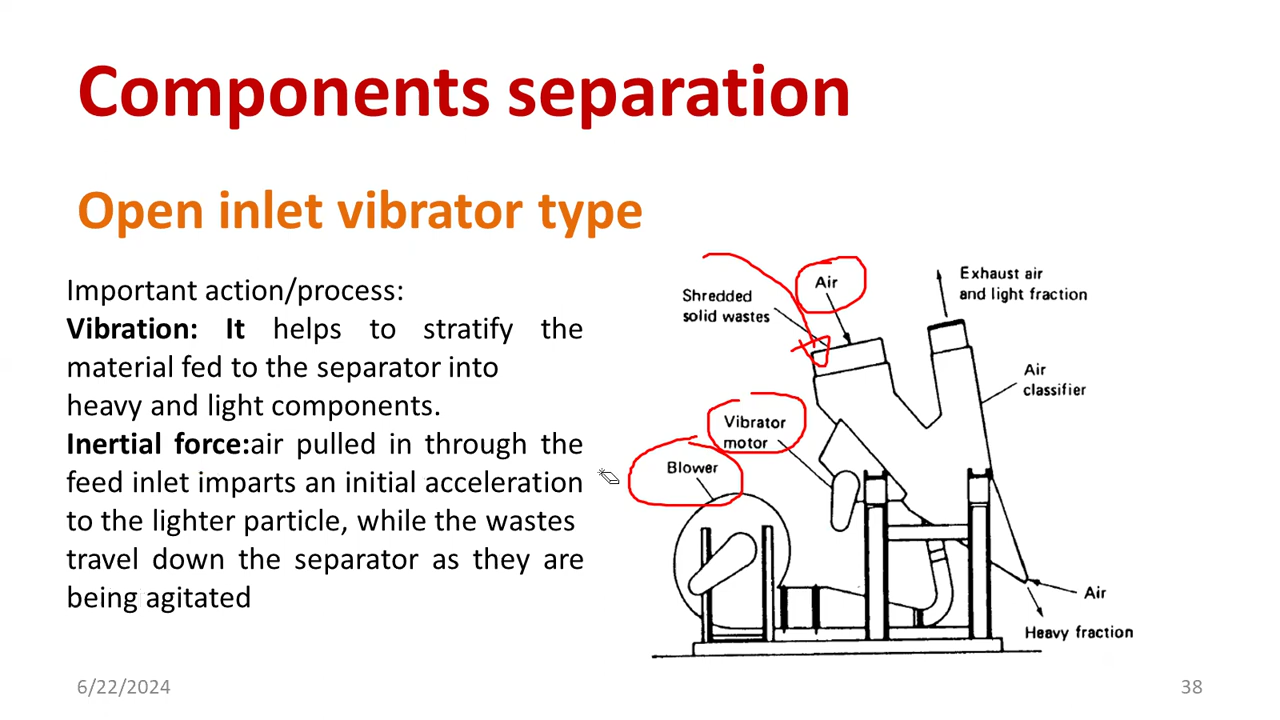 Components separation
Open inlet vibrator type
Important action/process:
Vibration: It helps to stratify the
material fed to the separator into
heavy and light components.
Inertial force:air pulled in through the
feed inlet imparts an initial acceleration
to the lighter particle, while the wastes
travel down the separator as they are
being agitated
Air
Shredded
solid wastes
Exhaust air
and light fraction
Air
classifier
Vibrator
motor
Blower
Air
Heavy fraction
6/22/2024
38